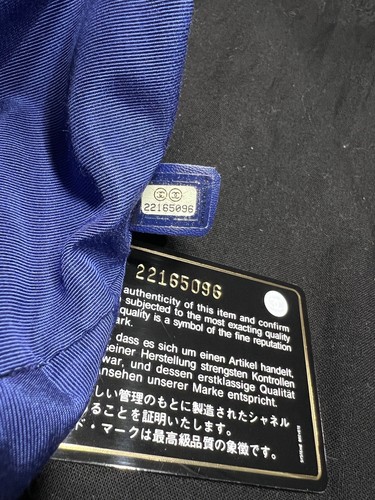 22165096
22165096
authenticity of this item and confirm
subjected to the most exacting quality
quality is a symbol of the fine reputation
ark.
dass es sich um einen Artikel handelt,
seiner Herstellung strengsten Kontrollen
war, und dessen erstklassige Qualität
Ansehen unserer Marke entspricht.
しい管理のもとに製造されたシャネル
ることを証明いたします。
ド・マークは最高級品質の象徴です。